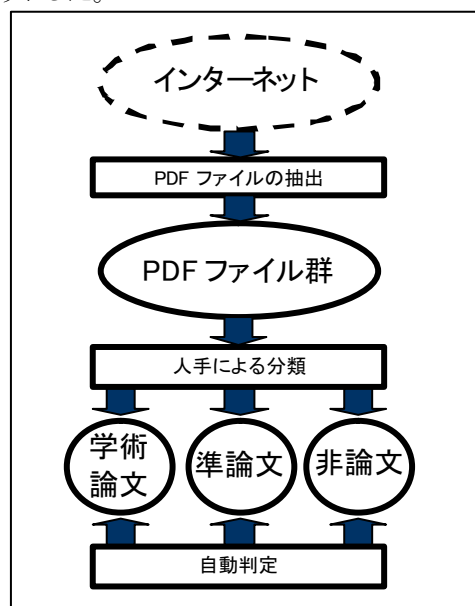 インターネット
PDF ファイルの抽出
PDF ファイル群
人手による分類
学術
論文
準論文
非論文
自動判定